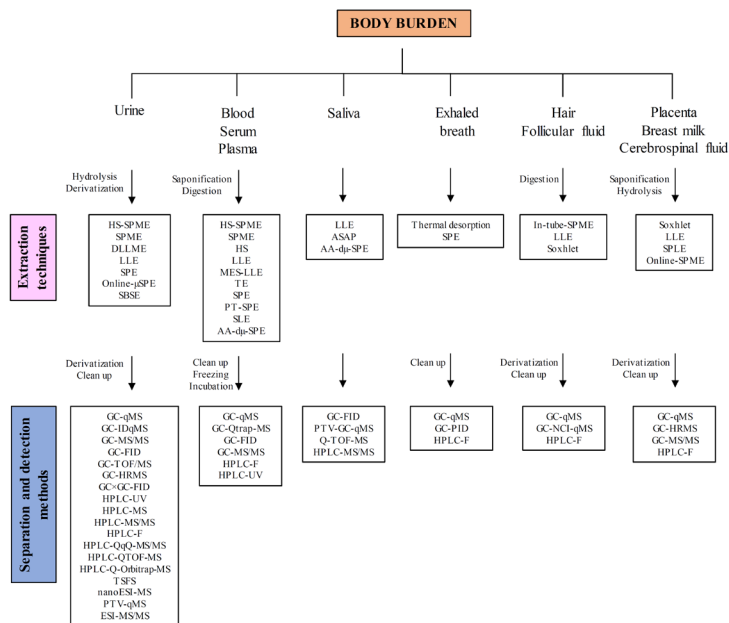 BODY BURDEN
Urine
Blood
Serum
Plasma
Saliva
Exhaled
breath
Hair
Follicular fluid
Placenta
Breast milk
Cerebrospinal fluid
Hydrolysis
Derivatization
Saponification
Digestion
Digestion
Saponification
Hydrolysis
Extraction
techniques
HS-SPME
SPME
DLLME
LLE
SPE
Online-μSPE
SBSE
HS-SPME
SPME
HS
LLE
MES-LLE
TE
SPE
PT-SPE
SLE
AA-dμ-SPE
LLE
ASAP
AA-dμ-SPE
Thermal desorption
SPE
In-tube-SPME
LLE
Soxhlet
Soxhlet
LLE
SPLE
Online-SPME
Derivatization
Clean up
Clean up
Freezing
Incubation
Clean up
Derivatization
Clean up
Derivatization
Clean up
Separation and detection
methods
GC-qMS
GC-IDqMS
GC-MS/MS
GC-FID
GC-TOF/MS
GC-HRMS
GC×GC-FID
HPLC-UV
HPLC-MS
HPLC-MS/MS
HPLC-F
HPLC-QqQ-MS/MS
HPLC-QTOF-MS
HPLC-Q-Orbitrap-MS
TSFS
nanoESI-MS
PTV-qMS
ESI-MS/MS
GC-qMS
GC-Qtrap-MS
GC-FID
GC-MS/MS
HPLC-F
HPLC-UV
GC-FID
PTV-GC-qMS
Q-TOF-MS
HPLC-MS/MS
GC-qMS
GC-PID
HPLC-F
GC-qMS
GC-NCI-qMS
HPLC-F
GC-qMS
GC-HRMS
GC-MS/MS
HPLC-F